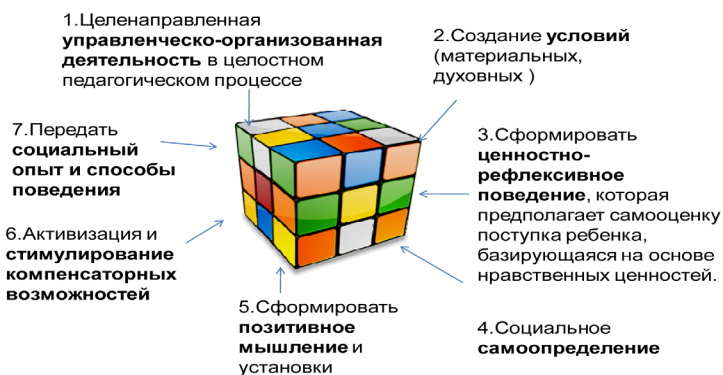 1.Целенаправленная
управленческо-организованная
деятельность в целостном
педагогическом процессе
2.Создание условий
(материальных,
духовных )
3.Сформировать
ценностно-
рефлексивное
поведение, которая
предполагает самооценку
поступка ребенка,
базирующаяся на основе
нравственных ценностей.
4.Социальное
самоопределение
5.Сформировать
позитивное
мышление и
установки
6.Активизация и
стимулирование
компенсаторных
возможностей
7.Передать
социальный
опыт и способы
поведения